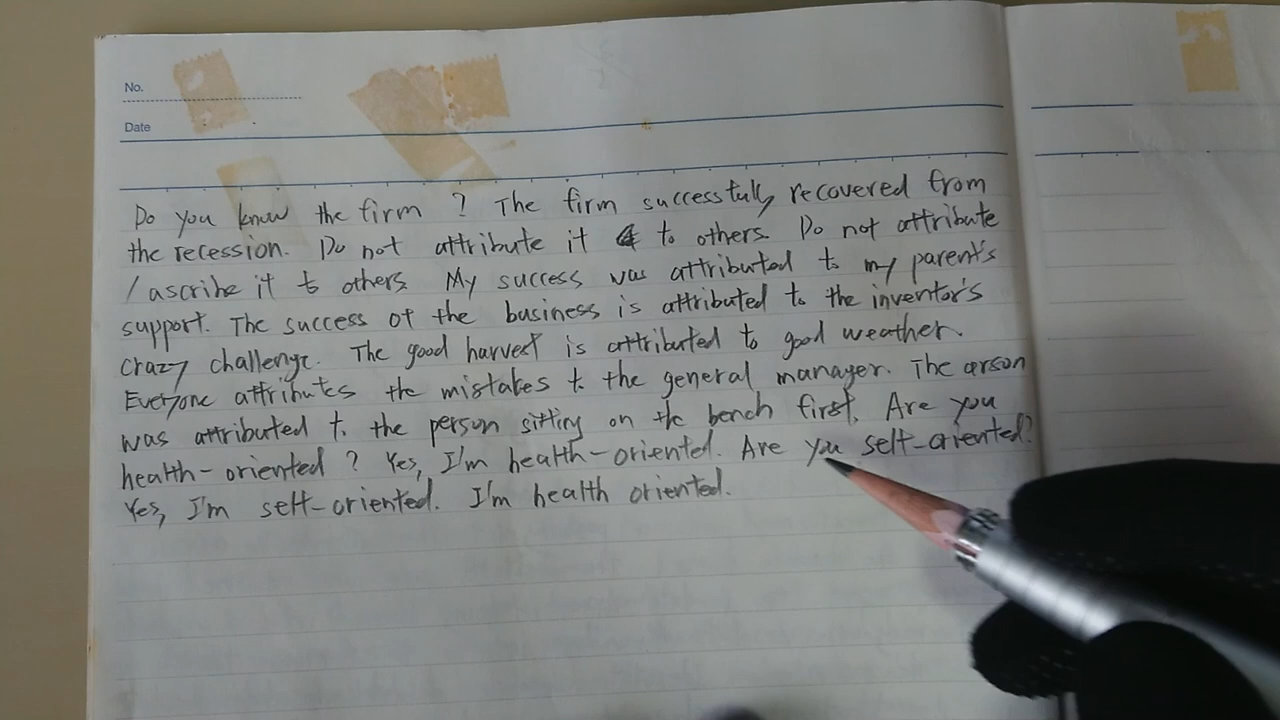 No.
Date
Do you know the firm ? The firm successfully recovered from
the recession. Do not attribute it to others. Do not attribute
/ ascribe it to others. My success was attributed to my parent's
support. The success of the business is attributed to the inventor's
crazy challenge. The good harvest is attributed to good weather.
Everyone attributes the mistakes to the general manager. The arson
was attributed to the person sitting on the bench first. Are you
health-oriented ? Yes, I'm health-oriented. Are you self-oriented?
Yes, I'm self-oriented. I'm health oriented.